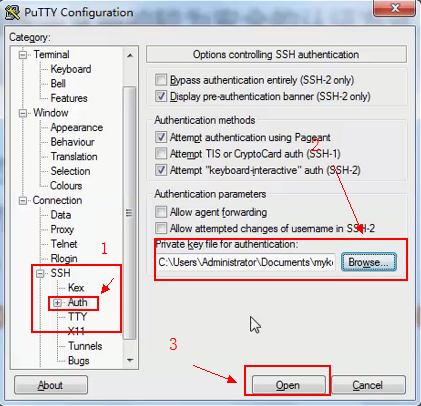 PuTTY Configuration
Category:
Terminal
Keyboard
Bell
Features
Window
Appearance
Behaviour
Translation
Selection
Colours
Connection
Data
Proxy
Telnet
Rlogin
SSH
Kex
Auth
TTY
X11
Tunnels
Bugs
1
Options controlling SSH authentication
Bypass authentication entirely (SSH-2 only)
Display pre-authentication banner (SSH-2 only)
Authentication methods
Attempt authentication using Pageant
2
Attempt TIS or CryptoCard auth (SSH-1)
Attempt "keyboard-interactive" auth (SSH-2)
Authentication parameters
Allow agent forwarding
Allow attempted changes of username in SSH-2
Private key file for authentication:
C:\Users\Administrator\Documents\myke
Browse...
3
About
Open
Cancel